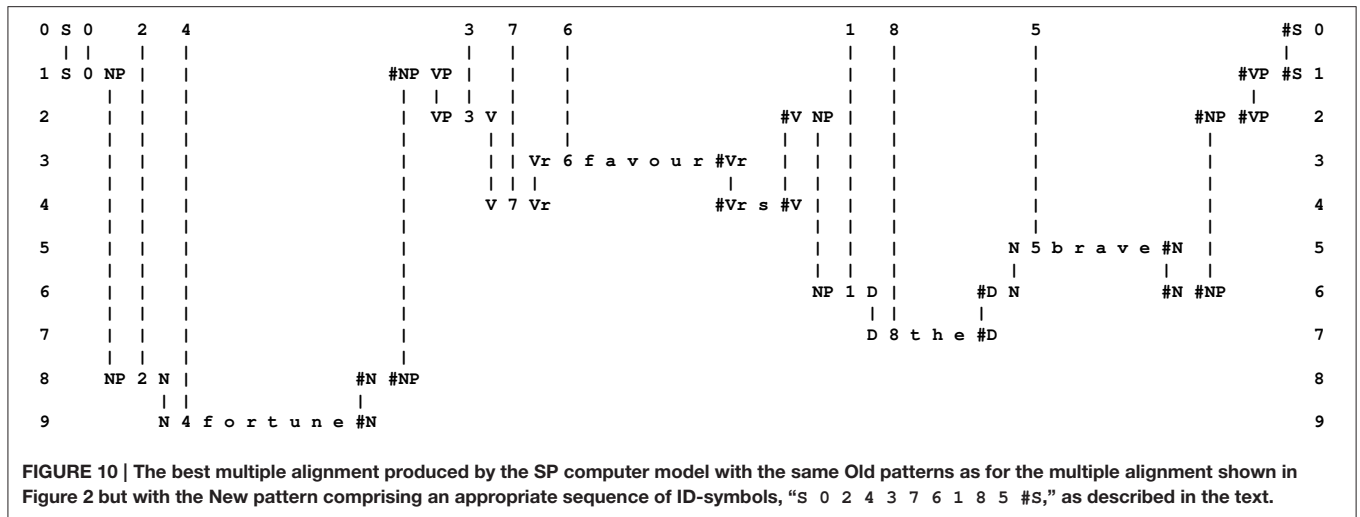 0 S 0 2 4 3 7 6 1 8 5 #S 0
1 S 0 NP #NP VP #VP #S 1
2 VP 3 V #V NP #NP #VP 2
3 Vr 6 f a v o u r #Vr 3
4 V 7 Vr #Vr s #V 4
5 N 5 b r a v e #N 5
6 NP 1 D #D N #N #NP 6
7 D 8 t h e #D 7
8 NP 2 N #N #NP 8
9 N 4 f o r t u n e #N 9
FIGURE 10 | The best multiple alignment produced by the SP computer model with the same Old patterns as for the multiple alignment shown in
Figure 2 but with the New pattern comprising an appropriate sequence of ID-symbols, “S 0 2 4 3 7 6 1 8 5 #S,” as described in the text.